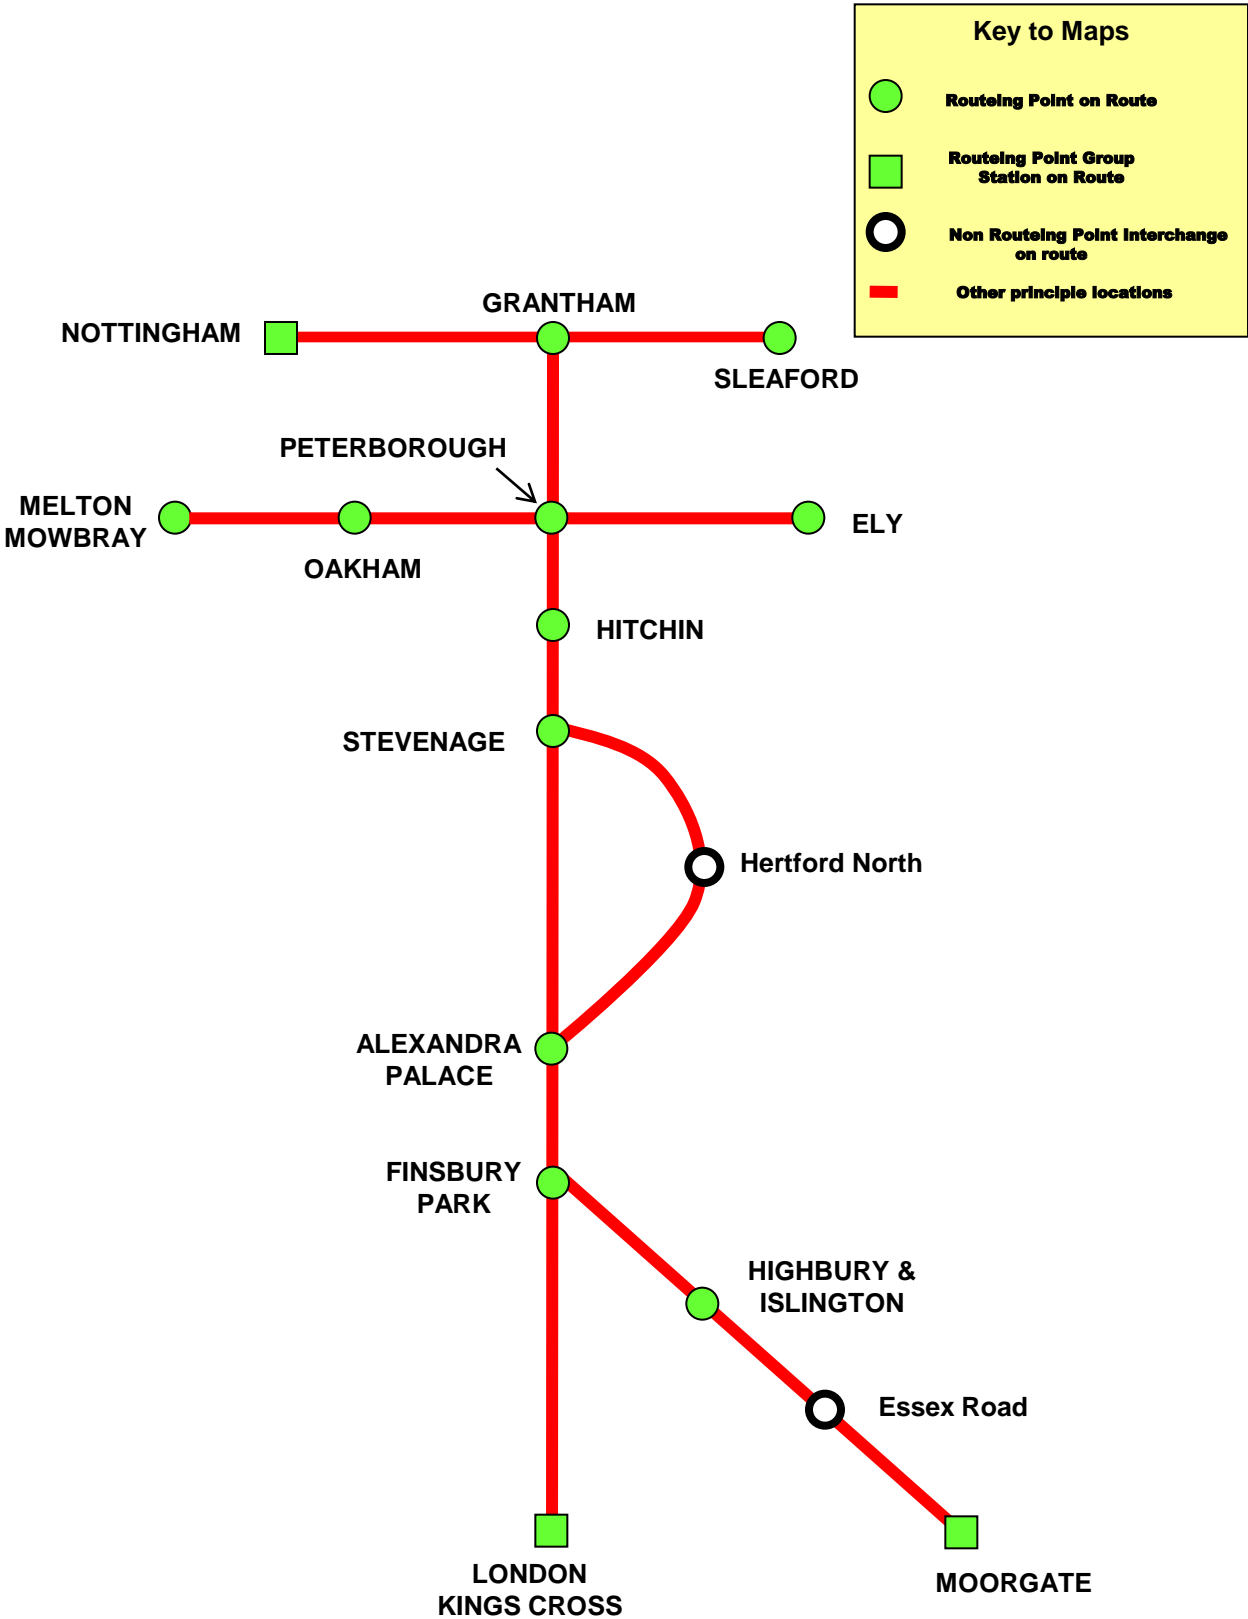 Key to Maps
Routeing Point on Route
Routeing Point Group
Station on Route
Non Routeing Point Interchange
on route
Other principle locations
GRANTHAM
NOTTINGHAM
SLEAFORD
PETERBOROUGH
MELTON
MOWBRAY
ELY
OAKHAM
HITCHIN
STEVENAGE
Hertford North
ALEXANDRA
PALACE
FINSBURY
PARK
HIGHBURY &
ISLINGTON
Essex Road
LONDON
KINGS CROSS
MOORGATE